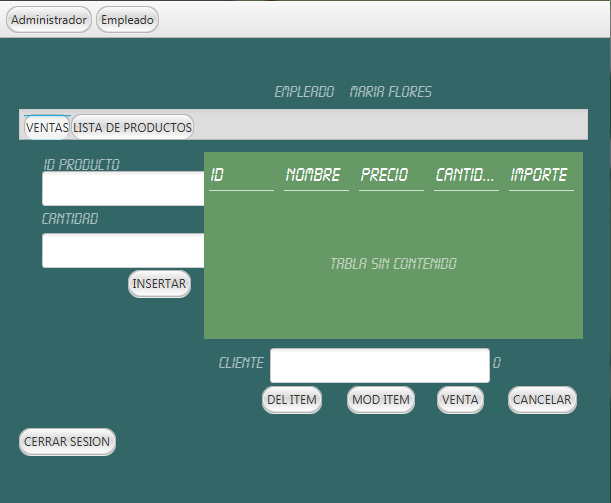 Administrador Empleado
EMPLEADO MARIA FLORES
VENTAS LISTA DE PRODUCTOS
ID PRODUCTO
CANTIDAD
INSERTAR
ID NOMBRE PRECIO CANTID... IMPORTE
TABLA SIN CONTENIDO
CLIENTE 0
DEL ITEM MOD ITEM VENTA CANCELAR
CERRAR SESION